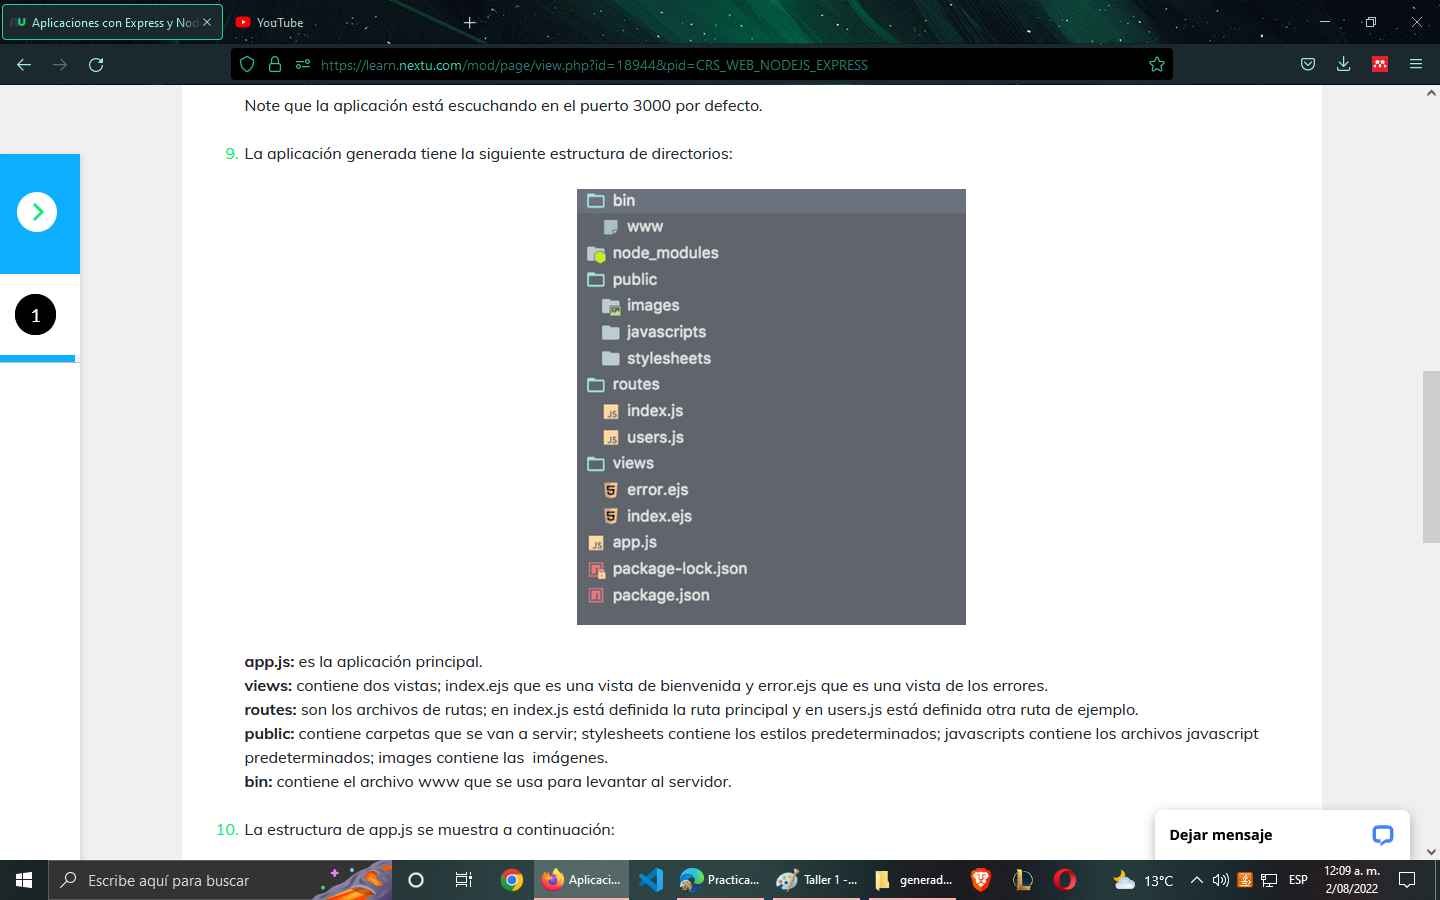 Aplicaciones con Express y Nod
YouTube
https://learn.nextu.com/mod/page/view.php?id=18944&pid=CRS_WEB_NODEJS_EXPRESS
Note que la aplicación está escuchando en el puerto 3000 por defecto.
9. La aplicación generada tiene la siguiente estructura de directorios:
1
bin
www
node_modules
public
images
javascripts
stylesheets
routes
index.js
users.js
views
error.ejs
index.ejs
app.js
package-lock.json
package.json
app.js: es la aplicación principal.
views: contiene dos vistas; index.ejs que es una vista de bienvenida y error.ejs que es una vista de los errores.
routes: son los archivos de rutas; en index.js está definida la ruta principal y en users.js está definida otra ruta de ejemplo.
public: contiene carpetas que se van a servir; stylesheets contiene los estilos predeterminados; javascripts contiene los archivos javascript
predeterminados; images contiene las  imágenes.
bin: contiene el archivo www que se usa para levantar al servidor.
10. La estructura de app.js se muestra a continuación:
Dejar mensaje
Escribe aquí para buscar
Aplicaci...
Practica...
Taller 1 -...
generad...
13°C
ESP
12:09 a. m.
2/08/2022